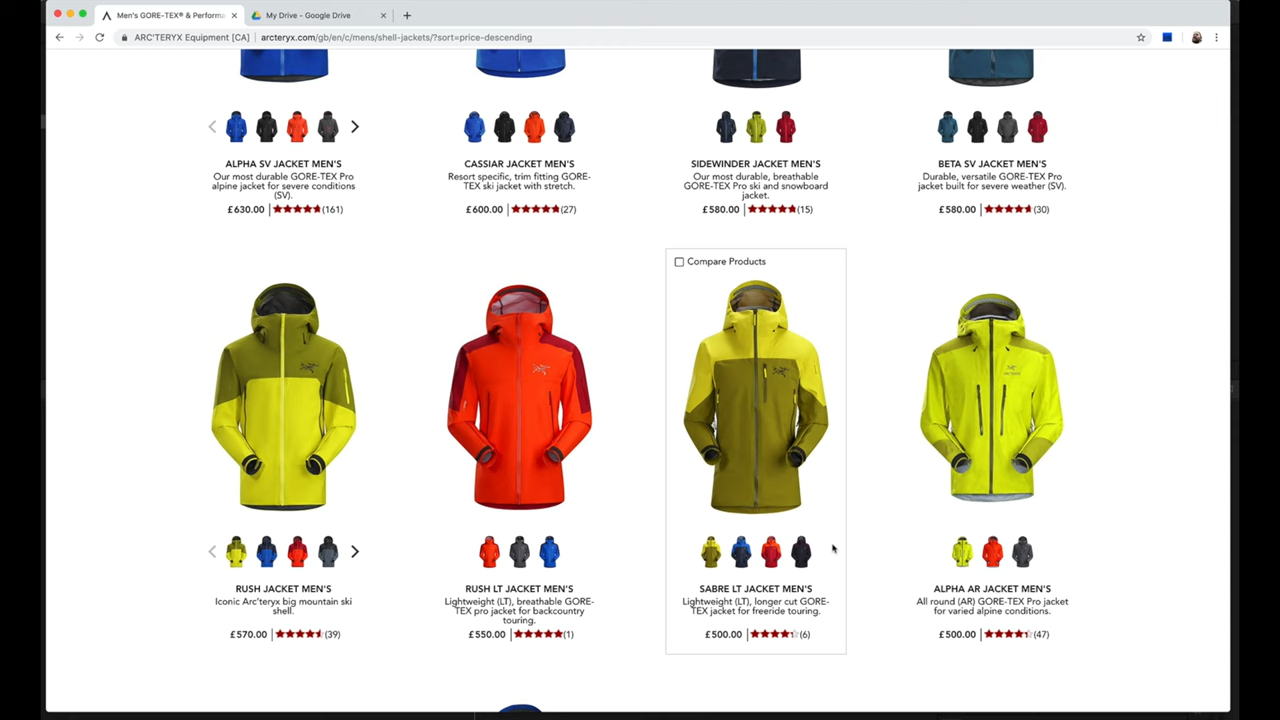 Men's GORE-TEX® & Performa
My Drive - Google Drive
ARC'TERYX Equipment [CA]
arcteryx.com/gb/en/c/mens/shell-jackets/?sort=price-descending
ALPHA SV JACKET MEN'S
Our most durable GORE-TEX Pro
alpine jacket for severe conditions
(SV).
£630.00
(161)
CASSIAR JACKET MEN'S
Resort specific, trim fitting GORE-
TEX ski jacket with stretch.
£600.00
(27)
SIDEWINDER JACKET MEN'S
Our most durable, breathable
GORE-TEX Pro ski and snowboard
jacket.
£580.00
(15)
BETA SV JACKET MEN'S
Durable, versatile GORE-TEX Pro
jacket built for severe weather (SV).
£580.00
(30)
Compare Products
RUSH JACKET MEN'S
Iconic Arc'teryx big mountain ski
shell.
£570.00
(39)
RUSH LT JACKET MEN'S
Lightweight (LT), breathable GORE-
TEX pro jacket for backcountry
touring.
£550.00
(1)
SABRE LT JACKET MEN'S
Lightweight (LT), longer cut GORE-
TEX jacket for freeride touring.
£500.00
(6)
ALPHA AR JACKET MEN'S
All round (AR) GORE-TEX Pro jacket
for varied alpine conditions.
£500.00
(47)